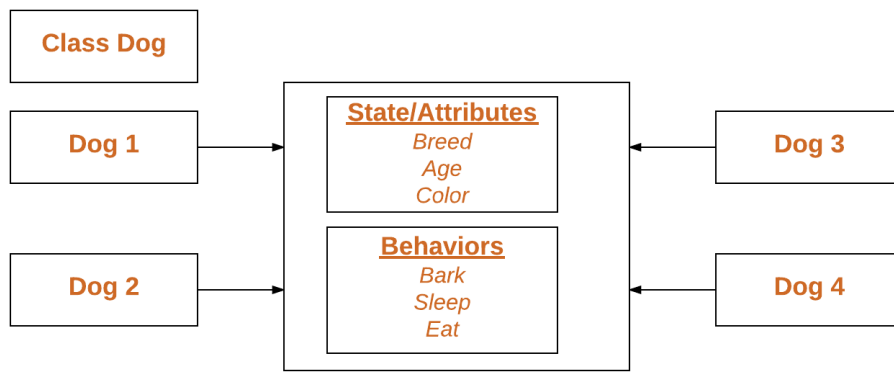 Class Dog
Dog 1
Dog 2
State/Attributes
Breed
Age
Color
Behaviors
Bark
Sleep
Eat
Dog 3
Dog 4